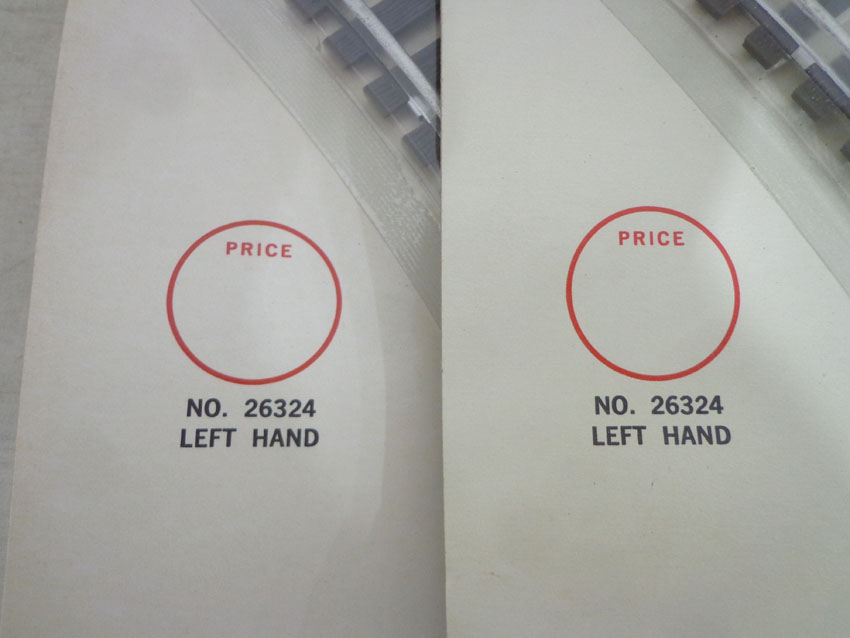 PRICE
NO. 26324
LEFT HAND
PRICE
NO. 26324
LEFT HAND